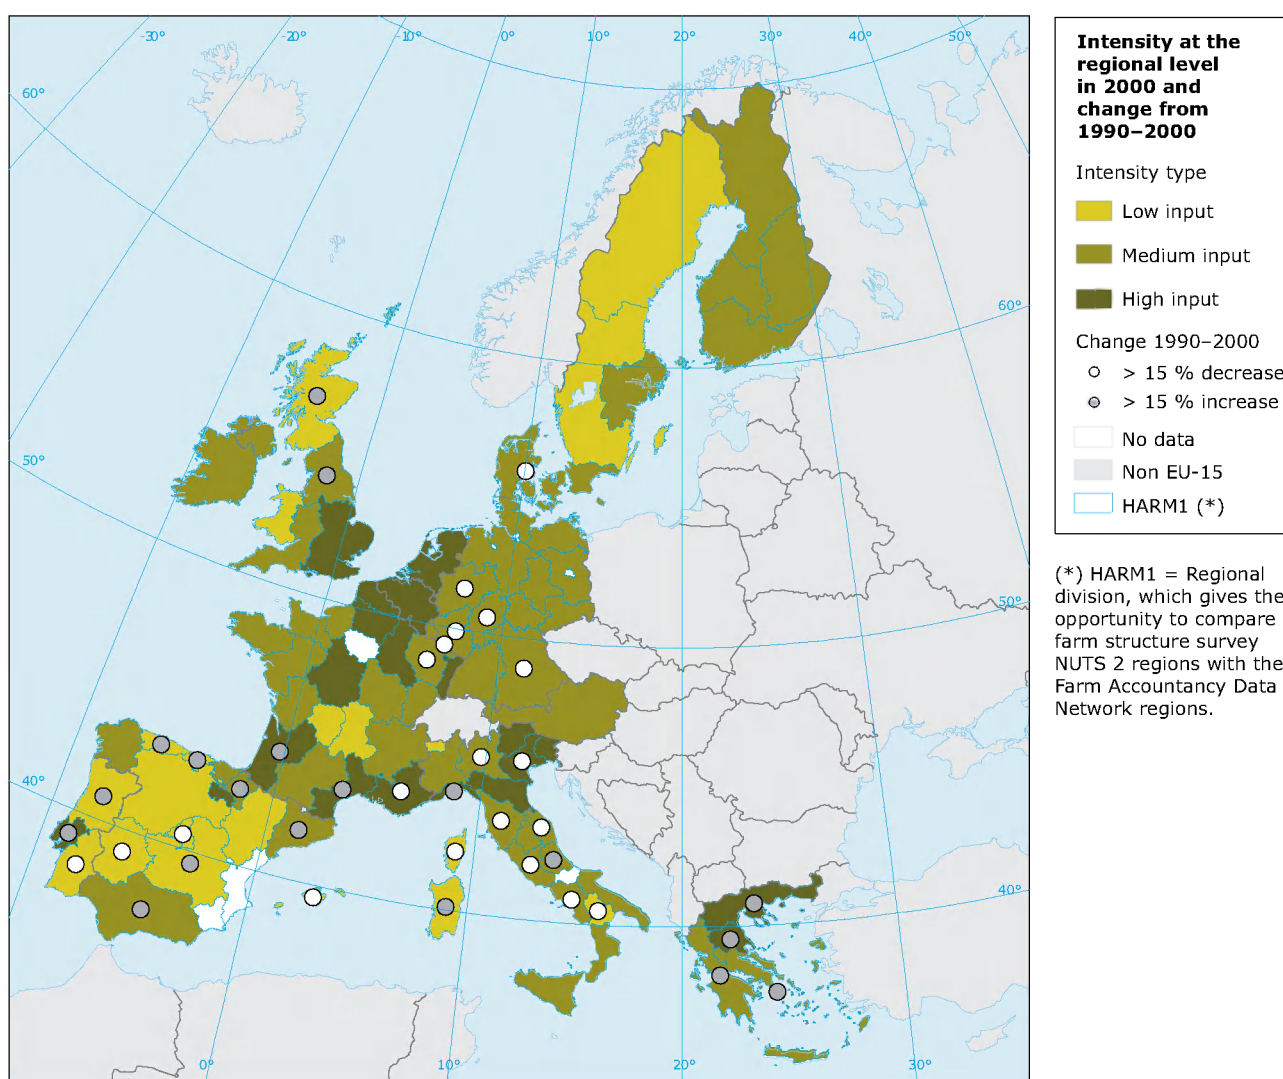 -30°
-20°
-10°
0°
10°
20°
30°
40°
50°
60°
60°
50°
50°
40°
40°
0°
10°
20°
30°
Intensity at the
regional level
in 2000 and
change from
1990–2000
Intensity type
Low input
Medium input
High input
Change 1990–2000
> 15 % decrease
> 15 % increase
No data
Non EU-15
HARM1 (*)
(*) HARM1 = Regional
division, which gives the
opportunity to compare
farm structure survey
NUTS 2 regions with the
Farm Accountancy Data
Network regions.